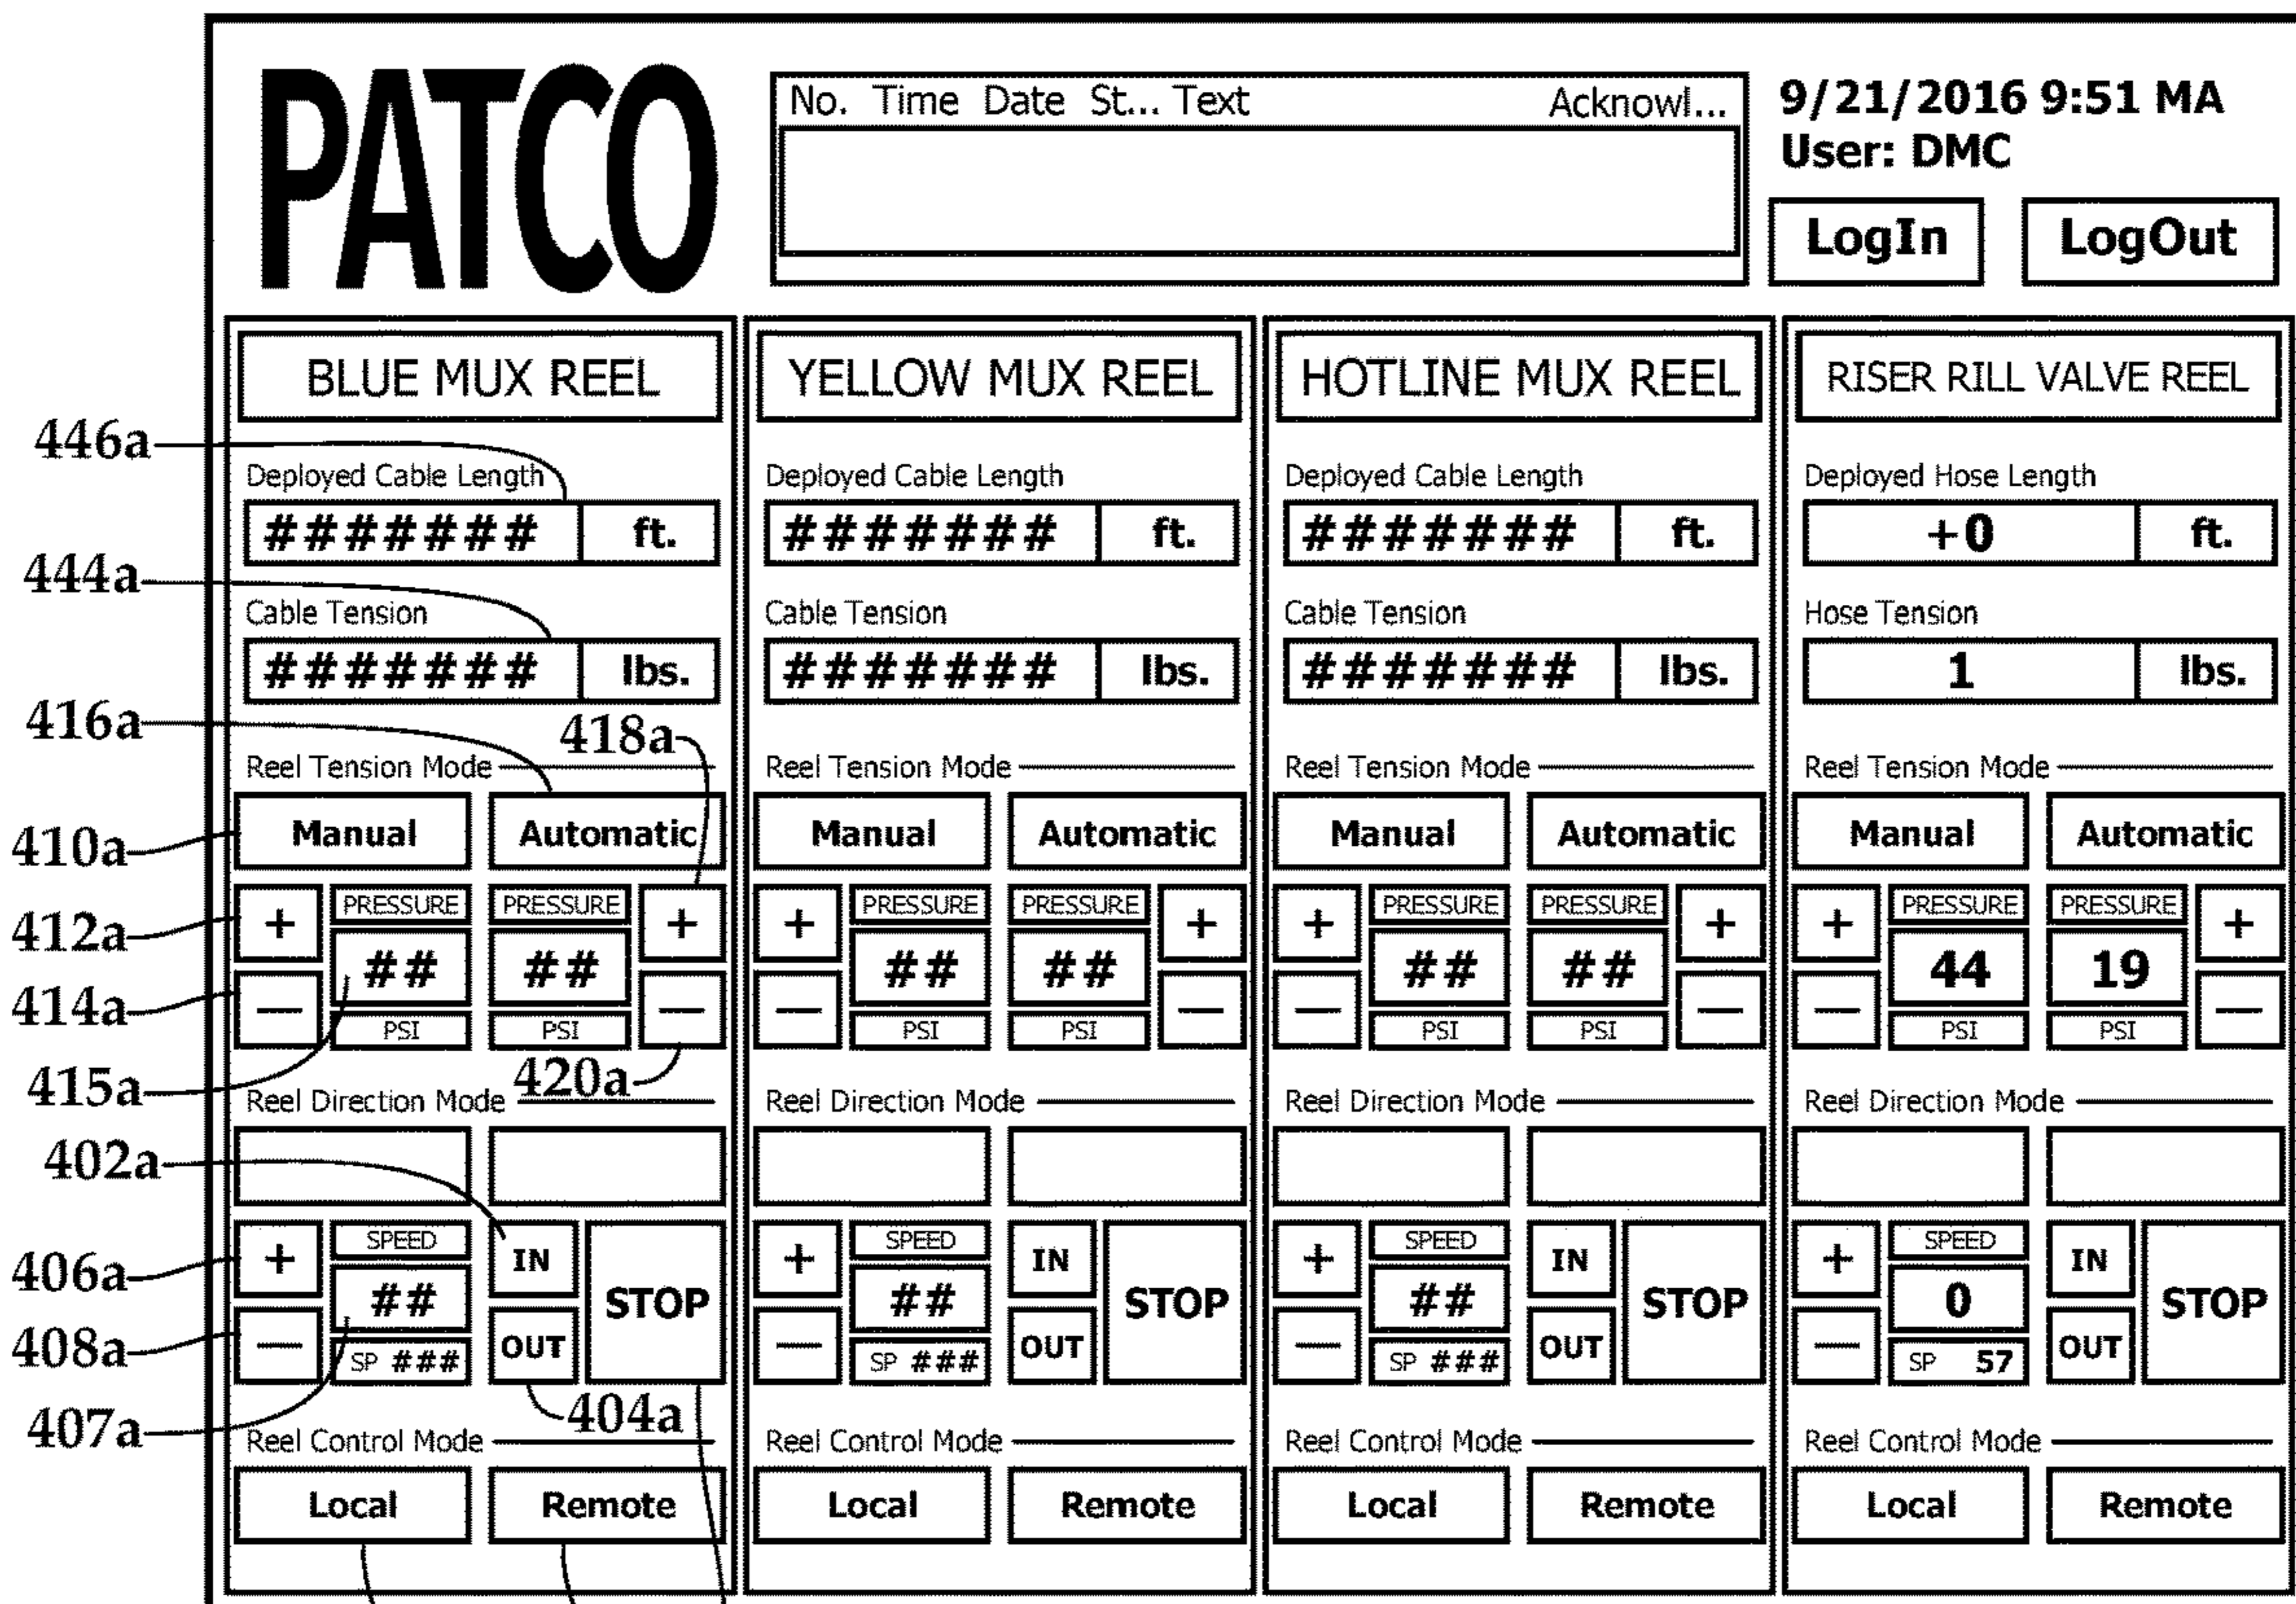 PATCO
No. Time Date St... Text Acknowl...
9/21/2016 9:51 MA
User: DMC
LogIn LogOut
BLUE MUX REEL YELLOW MUX REEL HOTLINE MUX REEL RISER RILL VALVE REEL
446a
Deployed Cable Length Deployed Cable Length Deployed Cable Length Deployed Hose Length
####### ft. ####### ft. ####### ft. +0 ft.
444a
Cable Tension Cable Tension Cable Tension Hose Tension
####### lbs. ####### lbs. ####### lbs. 1 lbs.
416a 418a
Reel Tension Mode Reel Tension Mode Reel Tension Mode Reel Tension Mode
410a Manual Automatic Manual Automatic Manual Automatic Manual Automatic
PRESSURE PRESSURE PRESSURE PRESSURE PRESSURE PRESSURE PRESSURE PRESSURE
412a + + + + + + + +
## ## ## ## ## ## 44 19
414a — — — — — — — —
PSI PSI PSI PSI PSI PSI PSI PSI
415a 420a
Reel Direction Mode Reel Direction Mode Reel Direction Mode Reel Direction Mode
402a
SPEED SPEED SPEED SPEED
406a + IN + IN + IN + IN
## STOP ## STOP ## STOP 0 STOP
408a — OUT — OUT — OUT — OUT
SP ### SP ### SP ### SP 57
407a 404a
Reel Control Mode Reel Control Mode Reel Control Mode Reel Control Mode
Local Remote Local Remote Local Remote Local Remote